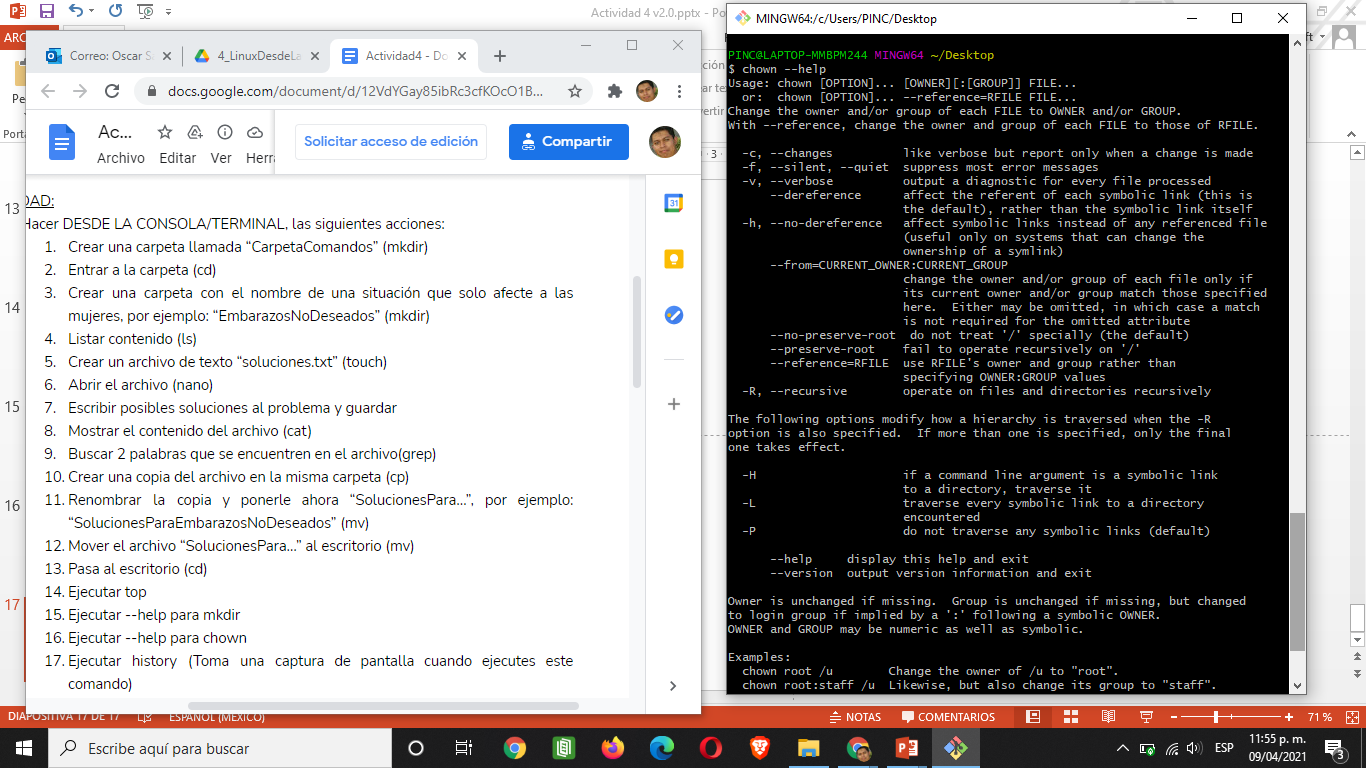 Actividad 4 v2.0.pptx - Po
MINGW64:/c/Users/PINC/Desktop
Correo: Oscar S
4_LinuxDesdeLa
Actividad4 - Do
docs.google.com/document/d/12VdYGay85ibRc3cfKOcO1B...
Archivo Editar Ver Herra
Solicitar acceso de edición
Compartir
DAD:
Hacer DESDE LA CONSOLA/TERMINAL, las siguientes acciones:
1. Crear una carpeta llamada “CarpetaComandos” (mkdir)
2. Entrar a la carpeta (cd)
3. Crear una carpeta con el nombre de una situación que solo afecte a las
mujeres, por ejemplo: “EmbarazosNoDeseados” (mkdir)
4. Listar contenido (ls)
5. Crear un archivo de texto “soluciones.txt” (touch)
6. Abrir el archivo (nano)
7. Escribir posibles soluciones al problema y guardar
8. Mostrar el contenido del archivo (cat)
9. Buscar 2 palabras que se encuentren en el archivo(grep)
10. Crear una copia del archivo en la misma carpeta (cp)
11. Renombrar la copia y ponerle ahora “SolucionesPara...”, por ejemplo:
“SolucionesParaEmbarazosNoDeseados” (mv)
12. Mover el archivo “SolucionesPara...” al escritorio (mv)
13. Pasa al escritorio (cd)
14. Ejecutar top
15. Ejecutar --help para mkdir
16. Ejecutar --help para chown
17. Ejecutar history (Toma una captura de pantalla cuando ejecutes este
comando)
13
14
15
16
17
PINC@LAPTOP-MMBPM244 MINGW64 ~/Desktop
$ chown --help
Usage: chown [OPTION]... [OWNER][:[GROUP]] FILE...
  or:  chown [OPTION]... --reference=RFILE FILE...
Change the owner and/or group of each FILE to OWNER and/or GROUP.
With --reference, change the owner and group of each FILE to those of RFILE.
  -c, --changes          like verbose but report only when a change is made
  -f, --silent, --quiet  suppress most error messages
  -v, --verbose          output a diagnostic for every file processed
      --dereference      affect the referent of each symbolic link (this is
                         the default), rather than the symbolic link itself
  -h, --no-dereference   affect symbolic links instead of any referenced file
                         (useful only on systems that can change the
                         ownership of a symlink)
      --from=CURRENT_OWNER:CURRENT_GROUP
                         change the owner and/or group of each file only if
                         its current owner and/or group match those specified
                         here.  Either may be omitted, in which case a match
                         is not required for the omitted attribute
      --no-preserve-root  do not treat '/' specially (the default)
      --preserve-root    fail to operate recursively on '/'
      --reference=RFILE  use RFILE's owner and group rather than
                         specifying OWNER:GROUP values
  -R, --recursive        operate on files and directories recursively
The following options modify how a hierarchy is traversed when the -R
option is also specified.  If more than one is specified, only the final
one takes effect.
  -H                     if a command line argument is a symbolic link
                         to a directory, traverse it
  -L                     traverse every symbolic link to a directory
                         encountered
  -P                     do not traverse any symbolic links (default)
      --help     display this help and exit
      --version  output version information and exit
Owner is unchanged if missing.  Group is unchanged if missing, but changed
to login group if implied by a ':' following a symbolic OWNER.
OWNER and GROUP may be numeric as well as symbolic.
Examples:
  chown root /u        Change the owner of /u to "root".
  chown root:staff /u  Likewise, but also change its group to "staff".
DIAPOSITIVA 17 DE 17
ESPAÑOL (MÉXICO)
NOTAS
COMENTARIOS
71 %
Escribe aquí para buscar
ESP
11:55 p. m.
09/04/2021
3